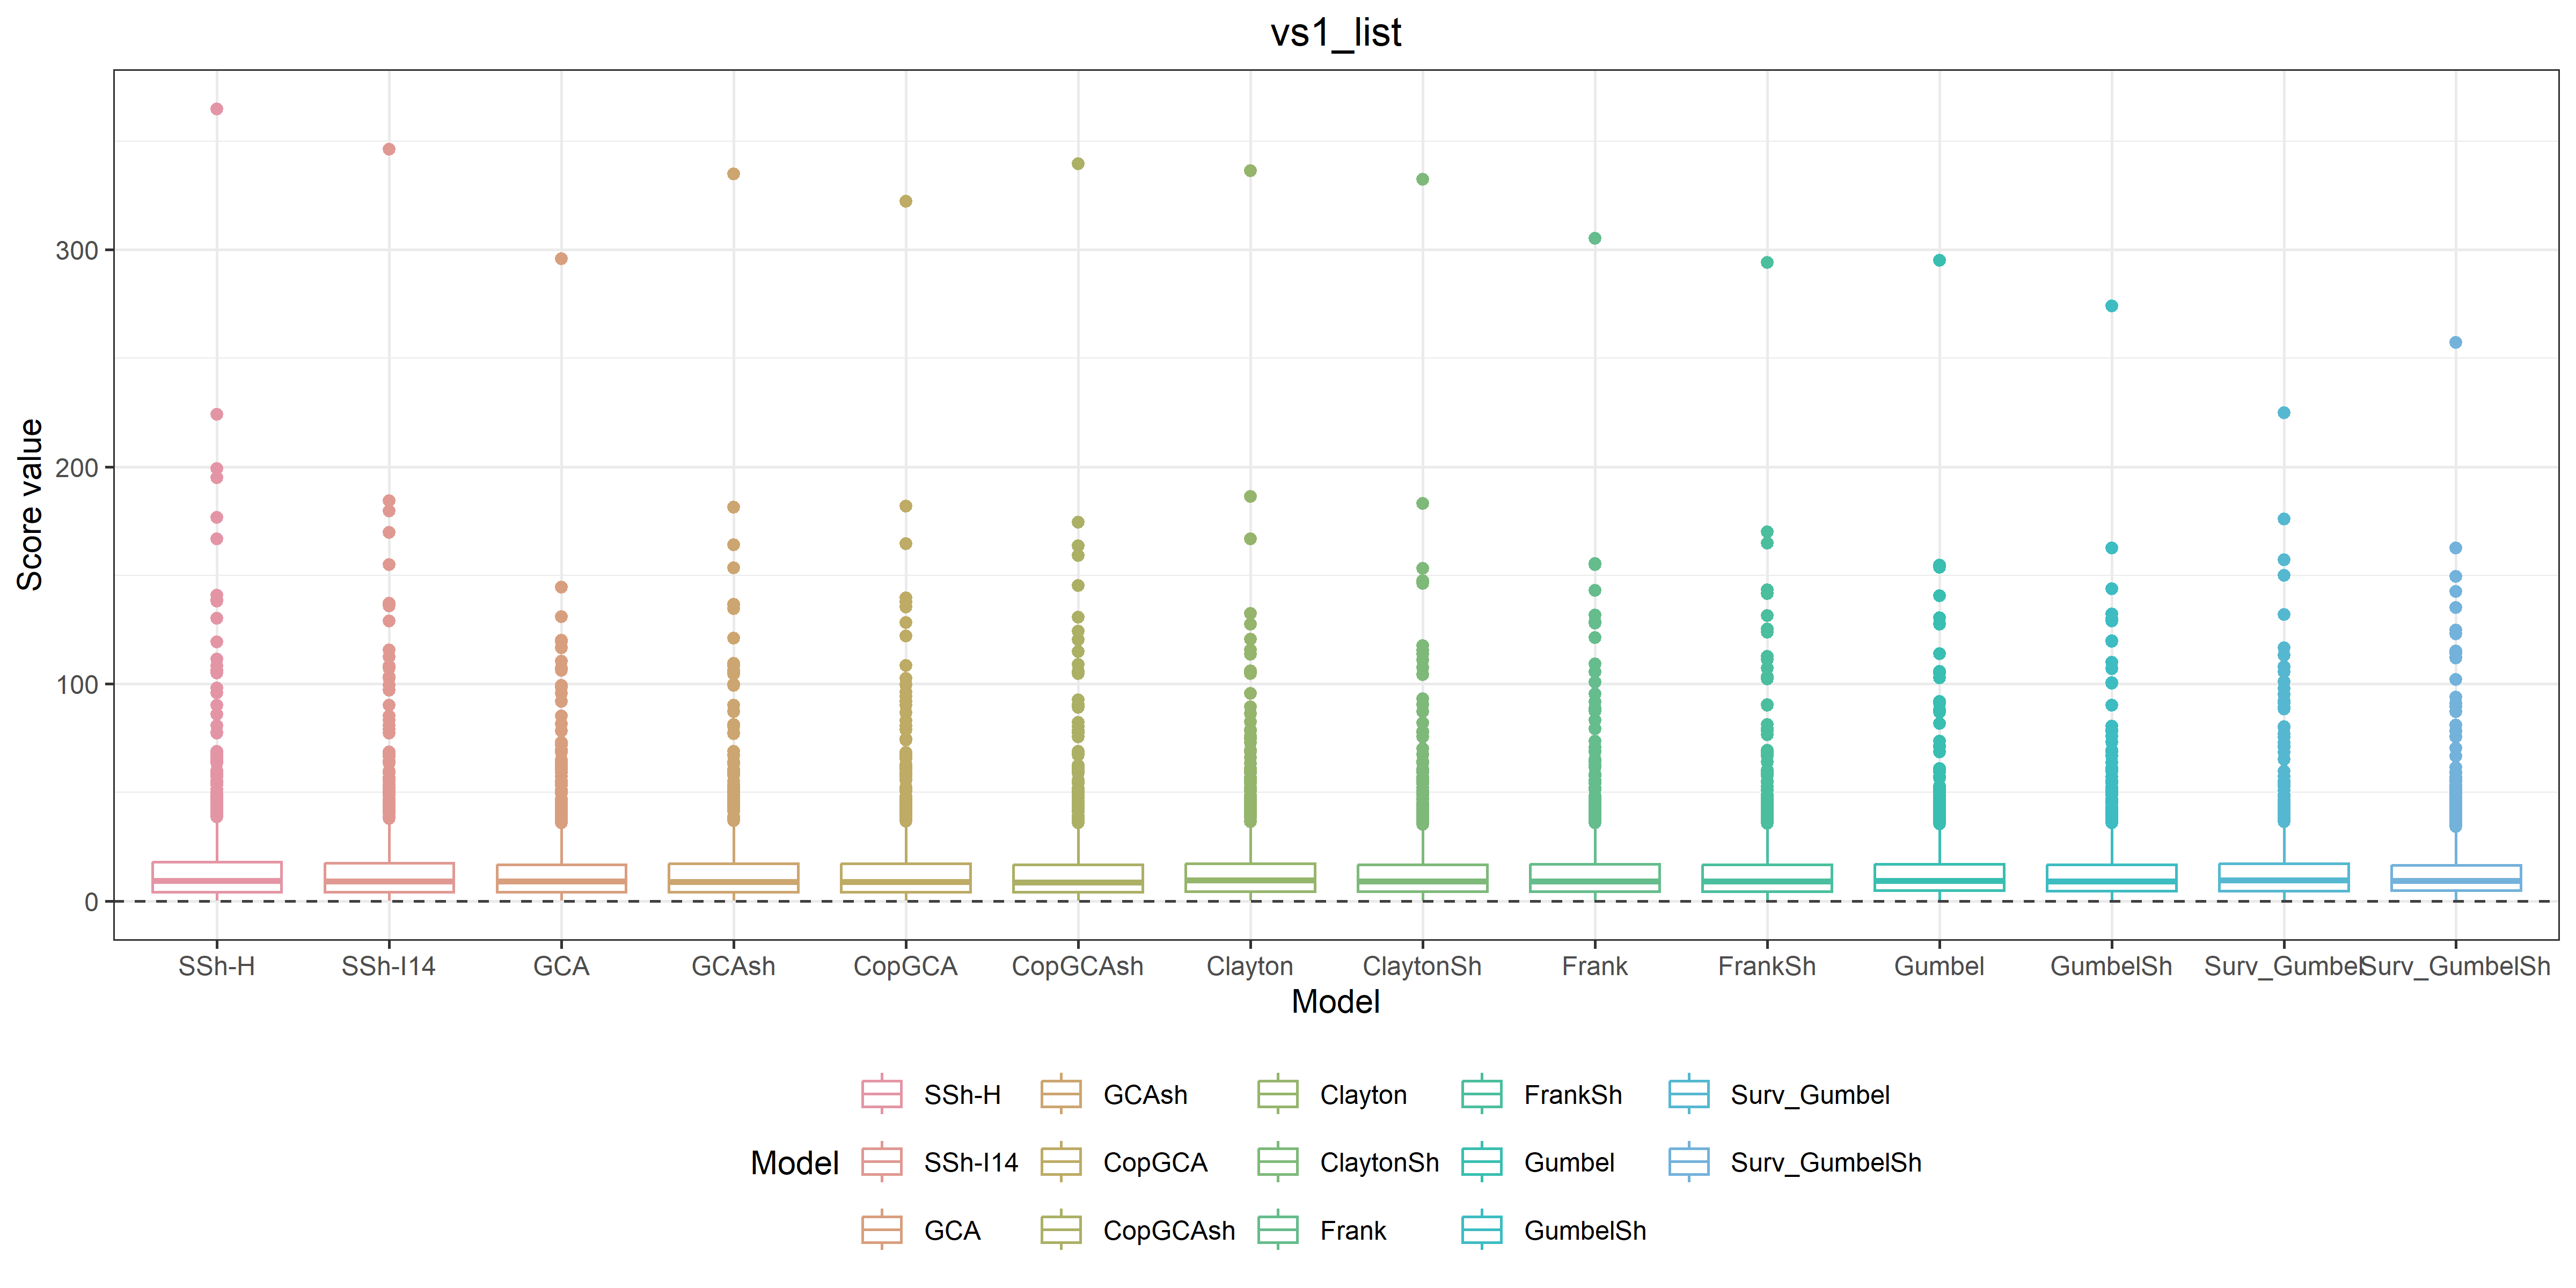 vs1_list
Score value
300
200
100
0
SSh-H SSh-I14 GCA GCAsh CopGCA CopGCAsh Clayton ClaytonSh Frank FrankSh Gumbel GumbelSh Surv_Gumbel Surv_GumbelSh
Model
Model
SSh-H GCAsh Clayton FrankSh Surv_Gumbel
SSh-I14 CopGCA ClaytonSh Gumbel Surv_GumbelSh
GCA CopGCAsh Frank GumbelSh